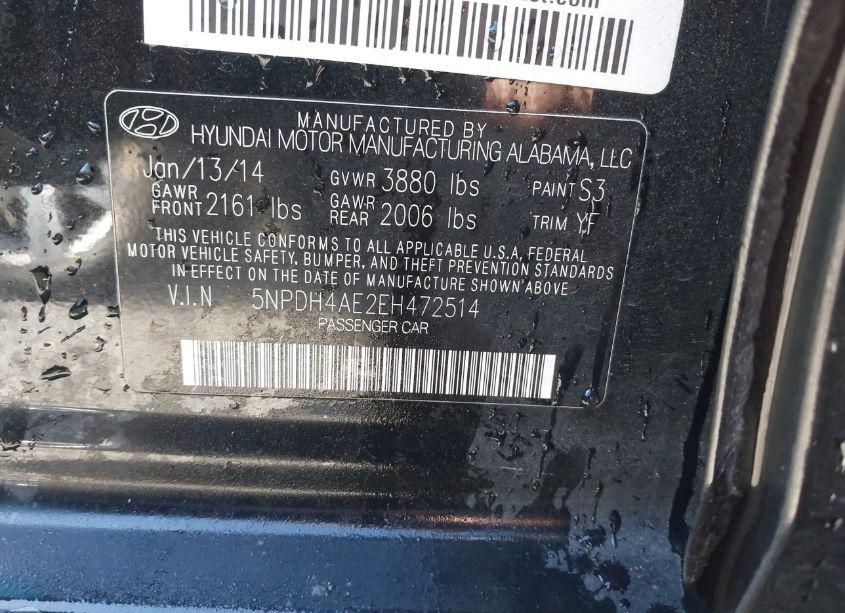 st.com
MANUFACTURED BY
HYUNDAI MOTOR MANUFACTURING ALABAMA, LLC
Jan/13/14 GVWR 3880 lbs PAINT S3
GAWR FRONT 2161 lbs GAWR REAR 2006 lbs TRIM YF
THIS VEHICLE CONFORMS TO ALL APPLICABLE U.S.A. FEDERAL
MOTOR VEHICLE SAFETY, BUMPER, AND THEFT PREVENTION STANDARDS
IN EFFECT ON THE DATE OF MANUFACTURE SHOWN ABOVE
V.I.N 5NPDH4AE2EH472514
PASSENGER CAR